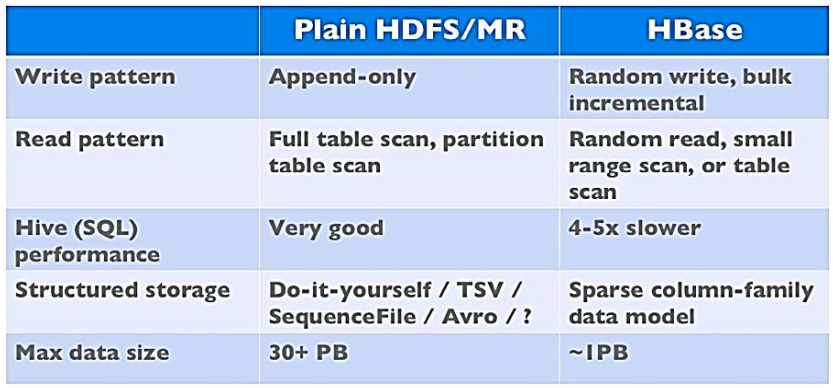 Plain HDFS/MR HBase
Write pattern Append-only Random write, bulk
incremental
Read pattern Full table scan, partition Random read, small
table scan range scan, or table
scan
Hive (SQL) Very good 4-5x slower
performance
Structured storage Do-it-yourself / TSV / Sparse column-family
SequenceFile / Avro / ? data model
Max data size 30+ PB ~1PB